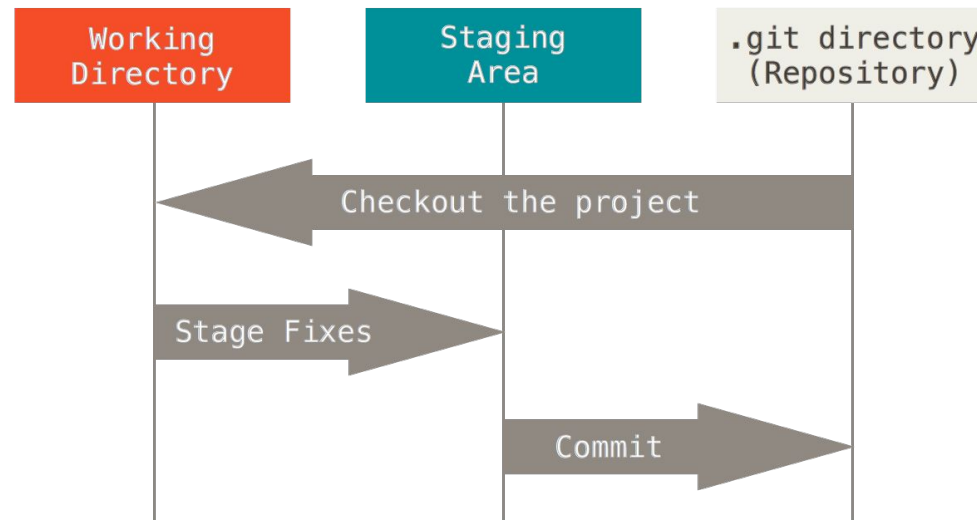 Working
Directory
Staging
Area
.git directory
(Repository)
Checkout the project
Stage Fixes
Commit